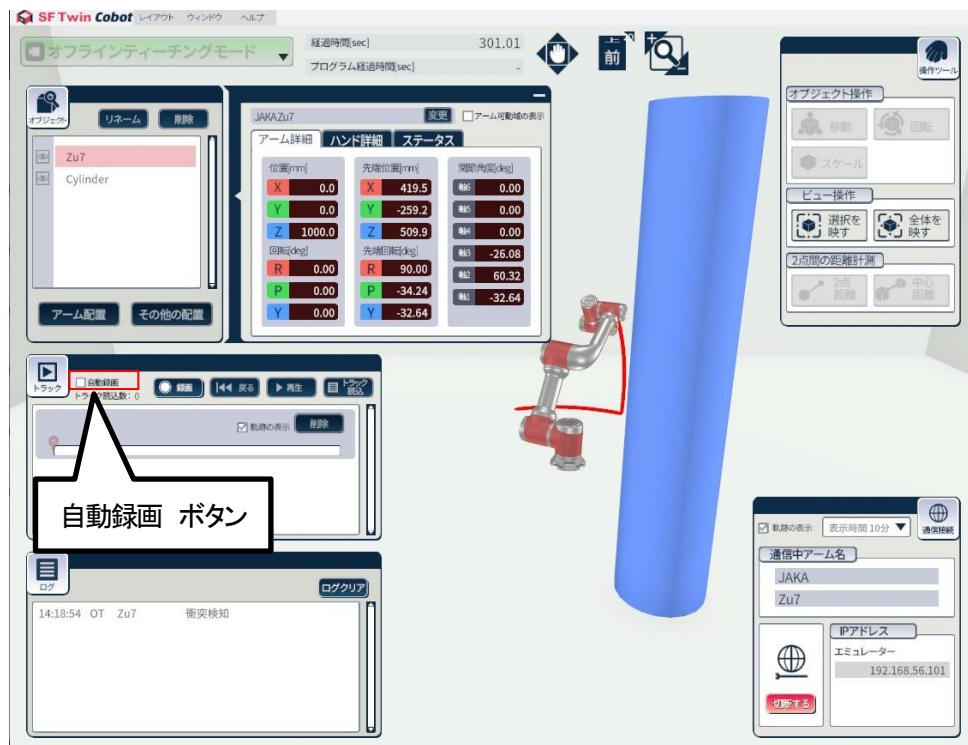 SF Twin Cobot レイアウト ウィンドウ ヘルプ
オフラインティーチングモード
経過時間[sec] 301.01
プログラム経過時間[sec] -
前
操作ツール
オブジェクト操作
移動 回転
スケール
ビュー操作
選択を映す 全体を映す
2点間の距離計測
2点距離 中心距離
オブジェクト
リネーム 削除
Zu7
Cylinder
アーム配置 その他の配置
JAKA Zu7 変更 アーム可動域の表示
アーム詳細 ハンド詳細 ステータス
位置[mm] 先端位置[mm] 関節角度[deg]
X 0.0 X 419.5 軸6 0.00
Y 0.0 Y -259.2 軸5 0.00
Z 1000.0 Z 509.9 軸4 0.00
回転[deg] 先端回転[deg] 軸3 -26.08
R 0.00 R 90.00 軸2 60.32
P 0.00 P -34.24 軸1 -32.64
Y 0.00 Y -32.64
トラック
自動録画 録画 戻る 再生 トラック読込
トラック読込数: 0
軌跡の表示 削除
自動録画 ボタン
ログ
ログクリア
14:18:54 OT Zu7 衝突検知
軌跡の表示 表示時間 10分 通信接続
通信中アーム名
JAKA
Zu7
IPアドレス
エミュレーター
192.168.56.101
切断する